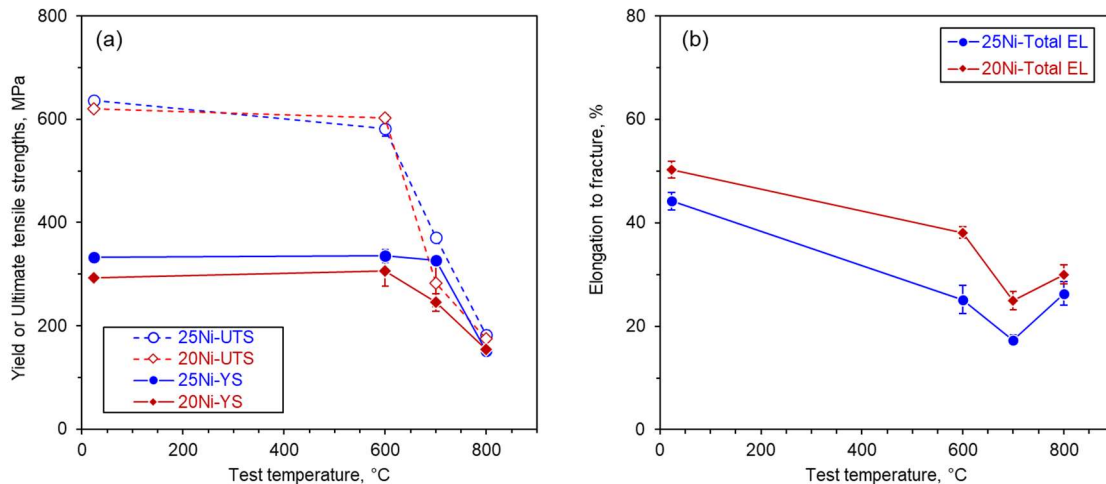 (a)
Yield or Ultimate tensile strengths, MPa
800
600
400
200
0
25Ni-UTS
20Ni-UTS
25Ni-YS
20Ni-YS
0
200
400
600
800
Test temperature, °C
(b)
Elongation to fracture, %
80
60
40
20
0
25Ni-Total EL
20Ni-Total EL
0
200
400
600
800
Test temperature, °C